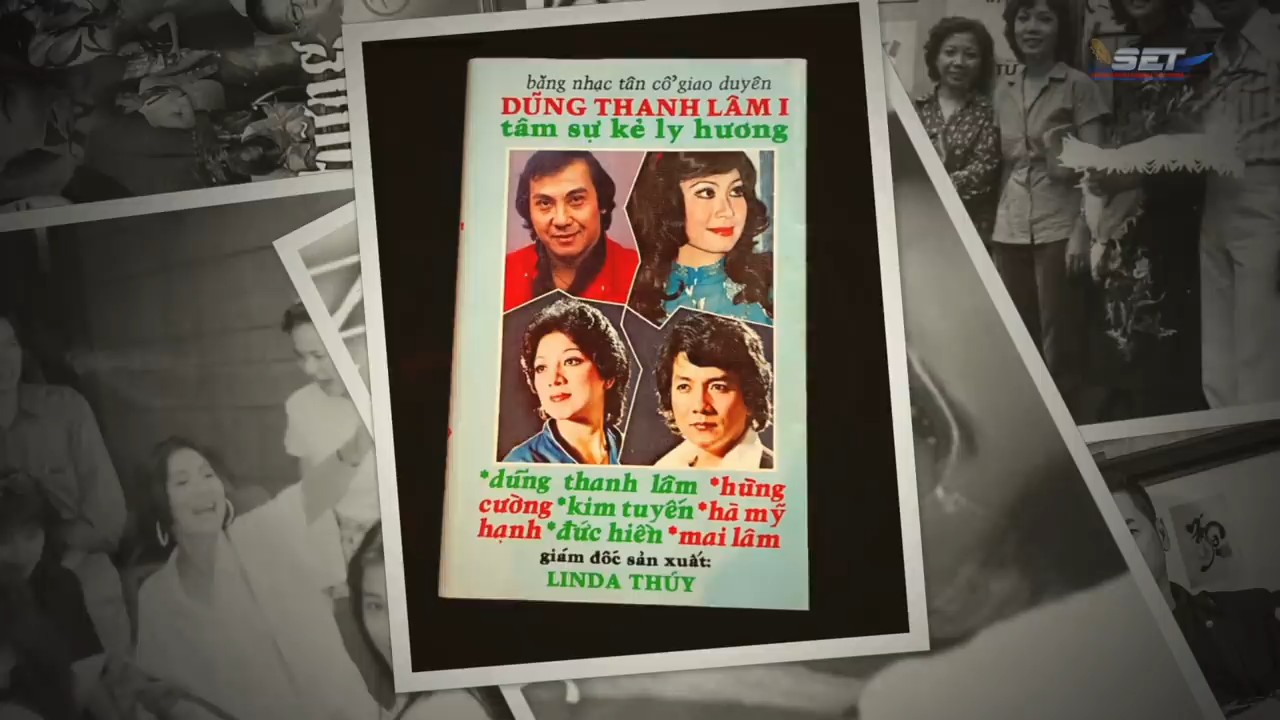 băng nhạc tân cổ giao duyên
DŨNG THANH LÂM I
tâm sự kẻ ly hương
*dũng thanh lâm *hùng
cường *kim tuyến *hà mỹ
hạnh *đức hiền *mai lâm
giám đốc sản xuất:
LINDA THÚY
SET
TỪ